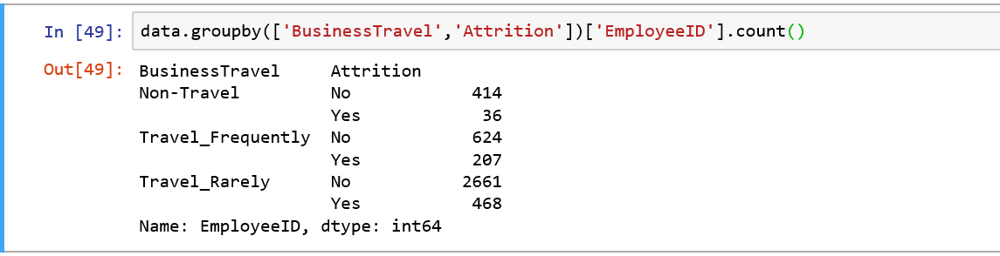 In [49]: data.groupby(['BusinessTravel','Attrition'])['EmployeeID'].count()
Out[49]: BusinessTravel     Attrition
Non-Travel         No            414
                   Yes            36
Travel_Frequently  No            624
                   Yes           207
Travel_Rarely      No           2661
                   Yes           468
Name: EmployeeID, dtype: int64